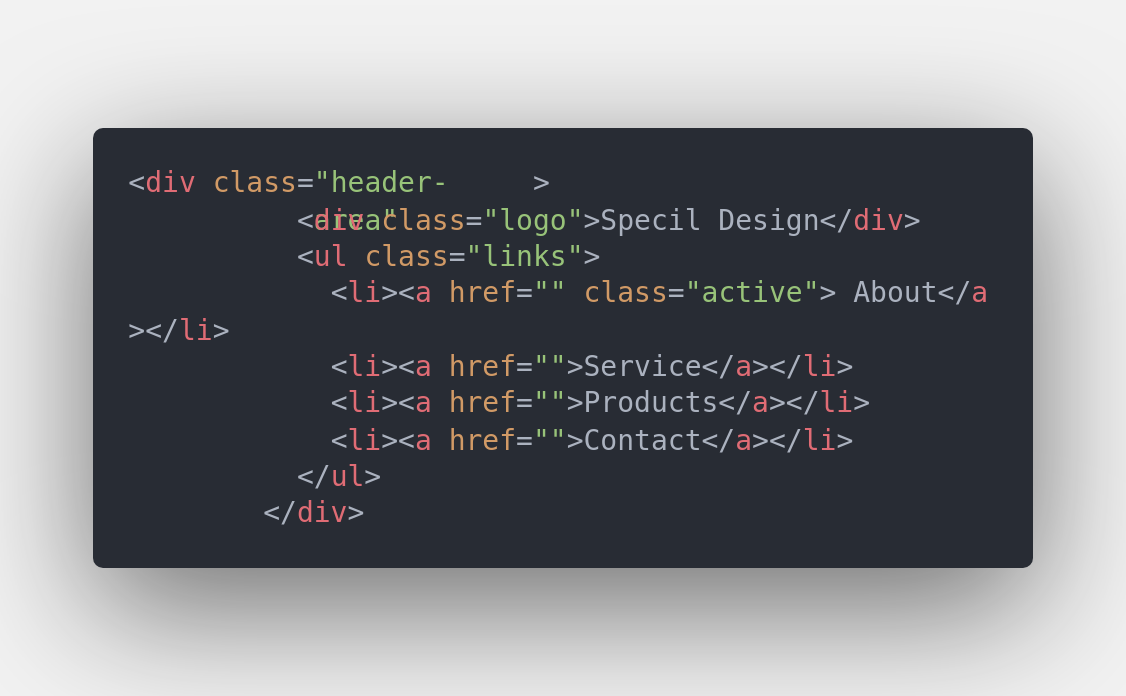 <div class="header-     >
area"
<div class="logo">Specil Design</div>
<ul class="links">
<li><a href="" class="active"> About</a
></li>
<li><a href="">Service</a></li>
<li><a href="">Products</a></li>
<li><a href="">Contact</a></li>
</ul>
</div>